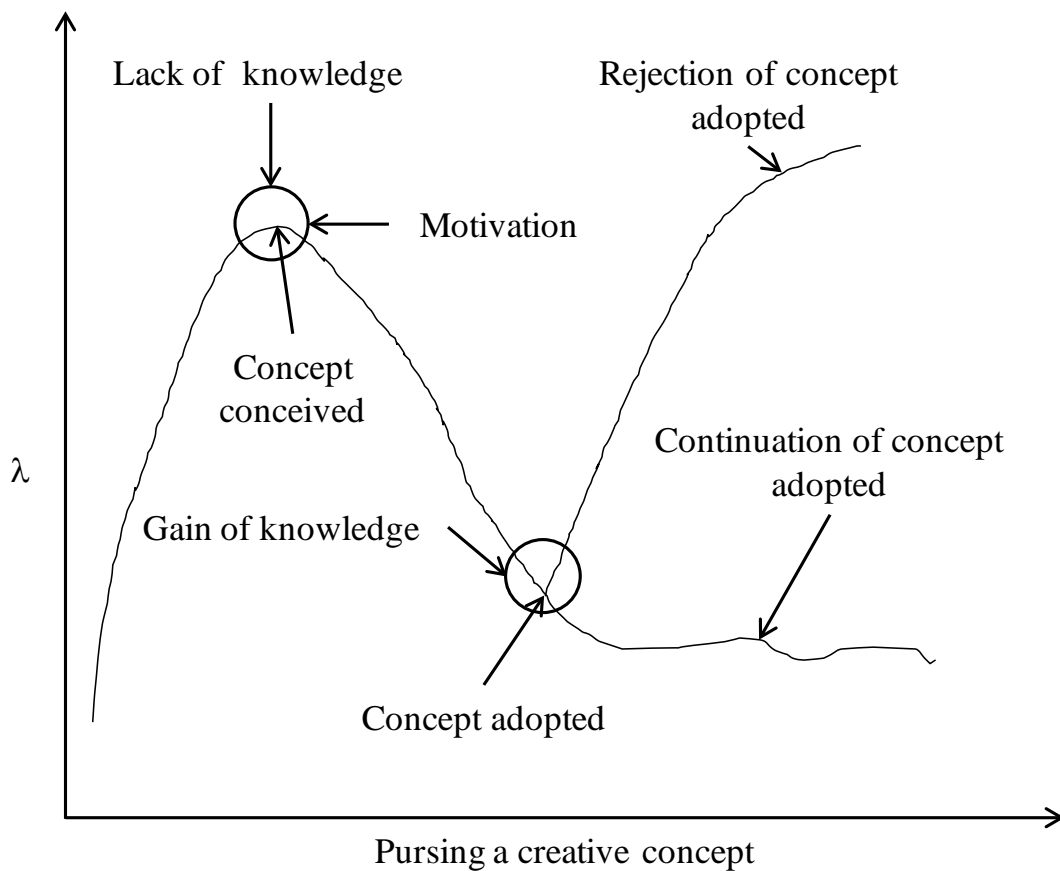 Lack of knowledge
Rejection of concept
adopted
Motivation
Concept
conceived
Continuation of concept
adopted
λ
Gain of knowledge
Concept adopted
Pursing a creative concept